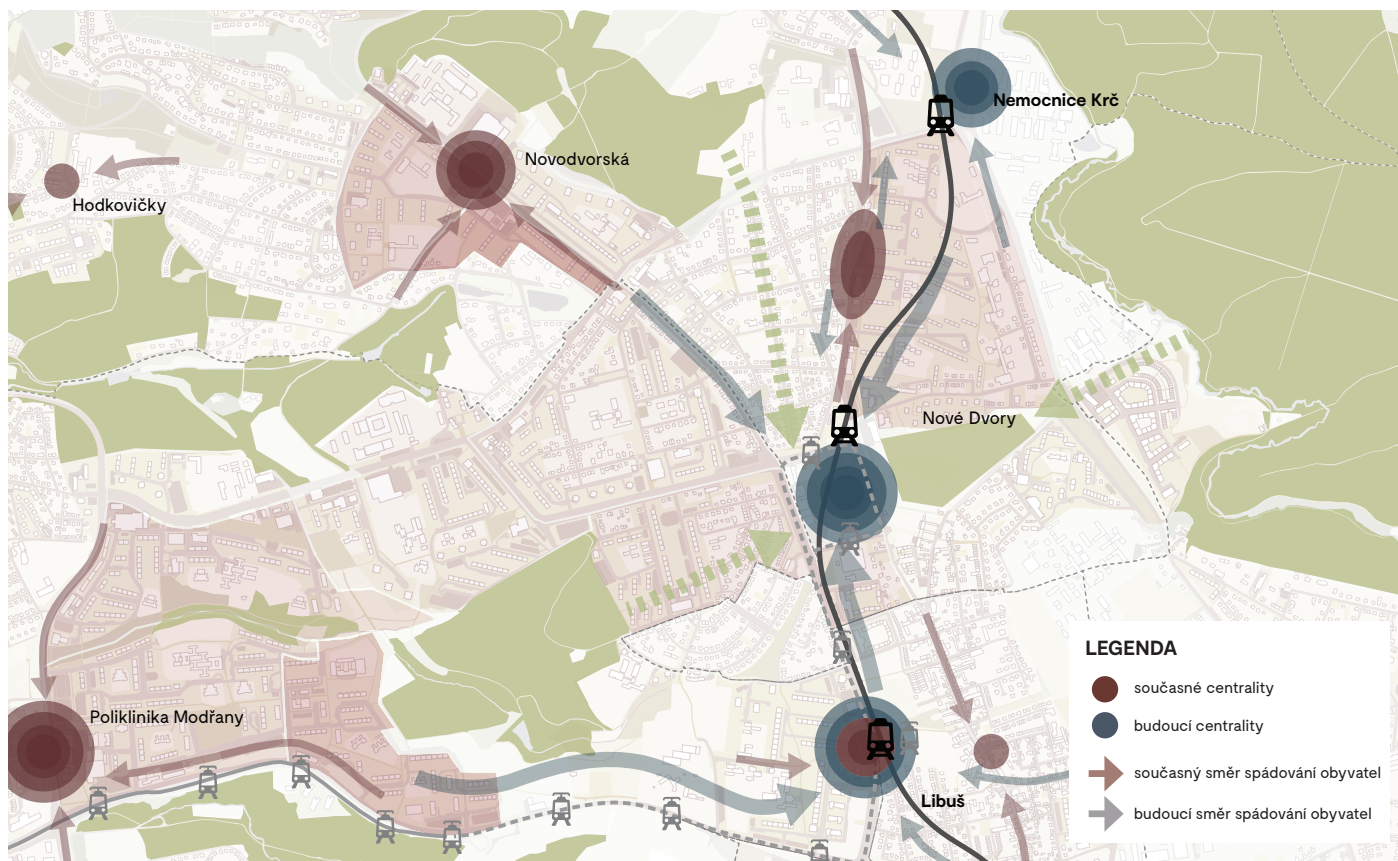 Nemocnice Krč
Novodvorská
Hodkovičky
Nové Dvory
Poliklinika Modřany
Libuš
LEGENDA
současné centrality
budoucí centrality
současný směr spádování obyvatel
budoucí směr spádování obyvatel